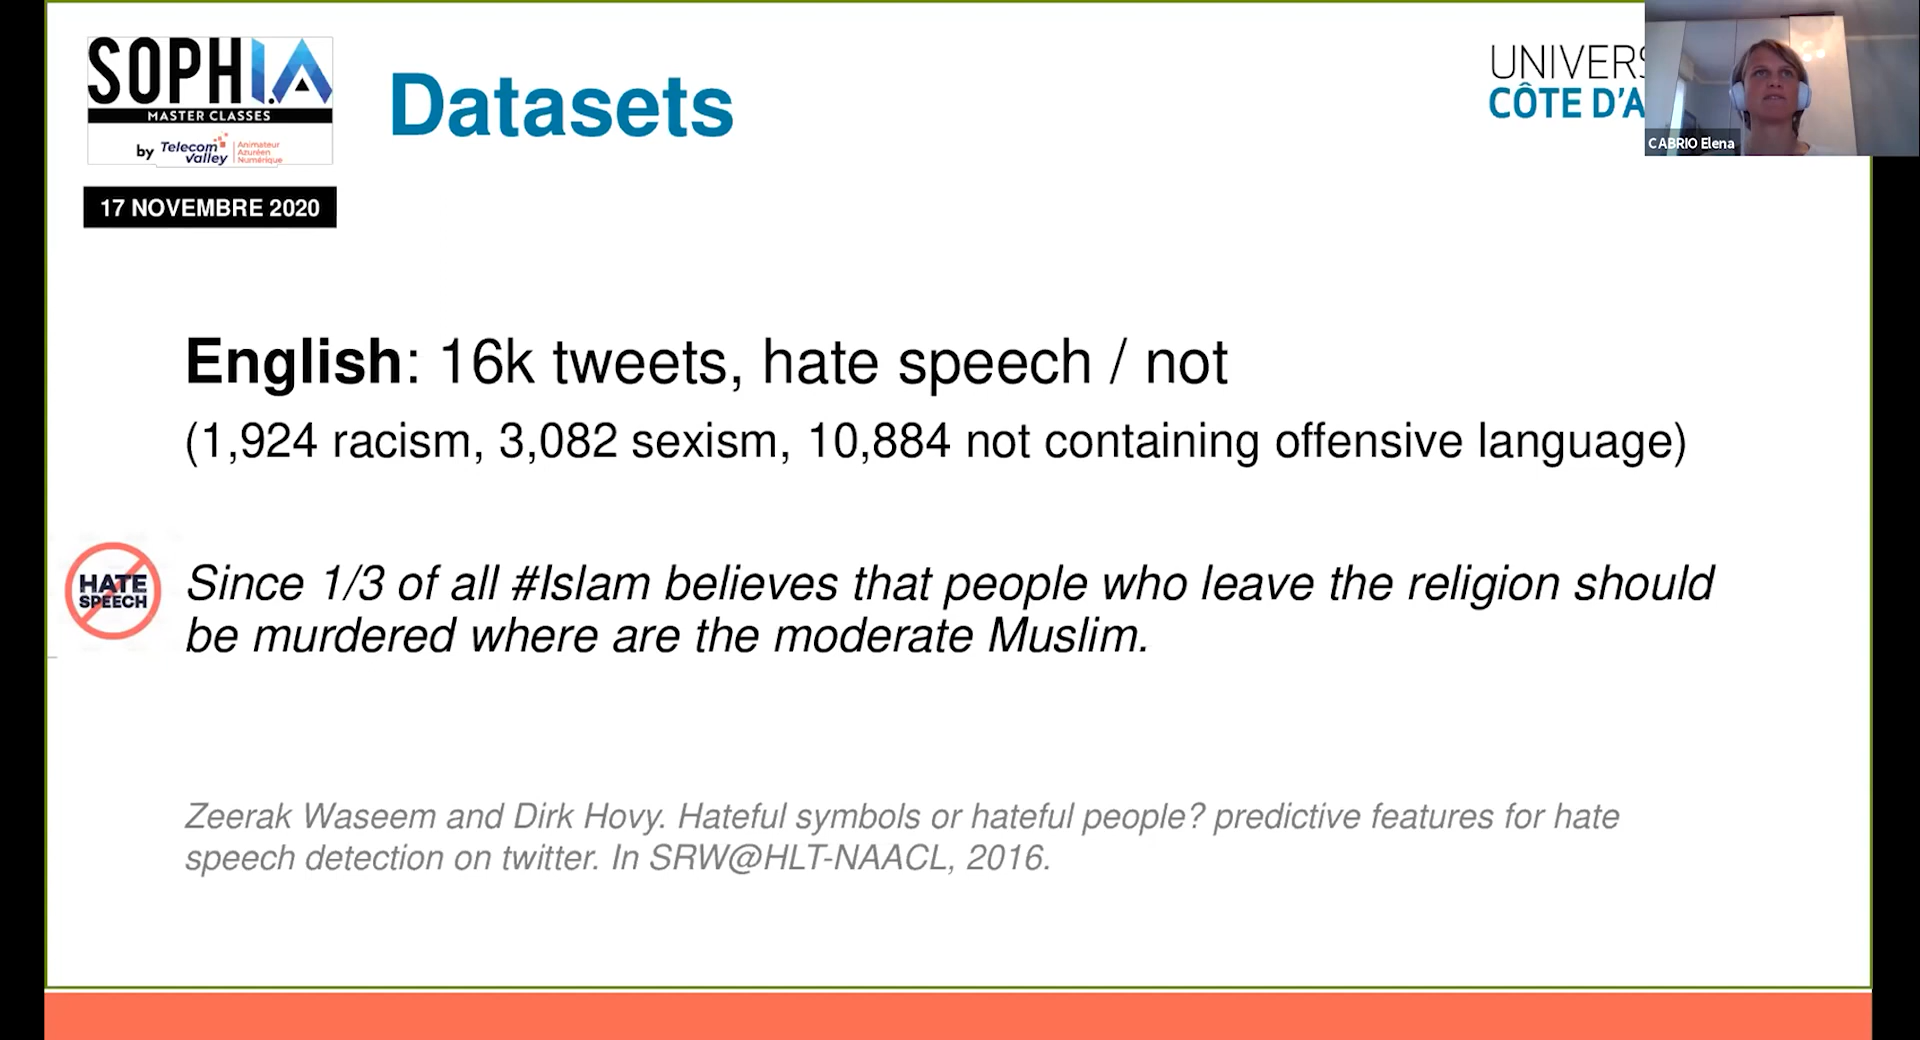 SOPHI.A
MASTER CLASSES
by Telecom Valley
Animateur
Azuréen
Numérique
17 NOVEMBRE 2020
Datasets
UNIVERS
CÔTE D'A
CABRIO Elena
English: 16k tweets, hate speech / not
(1,924 racism, 3,082 sexism, 10,884 not containing offensive language)
HATE
SPEECH
Since 1/3 of all #Islam believes that people who leave the religion should
be murdered where are the moderate Muslim.
Zeerak Waseem and Dirk Hovy. Hateful symbols or hateful people? predictive features for hate
speech detection on twitter. In SRW@HLT-NAACL, 2016.